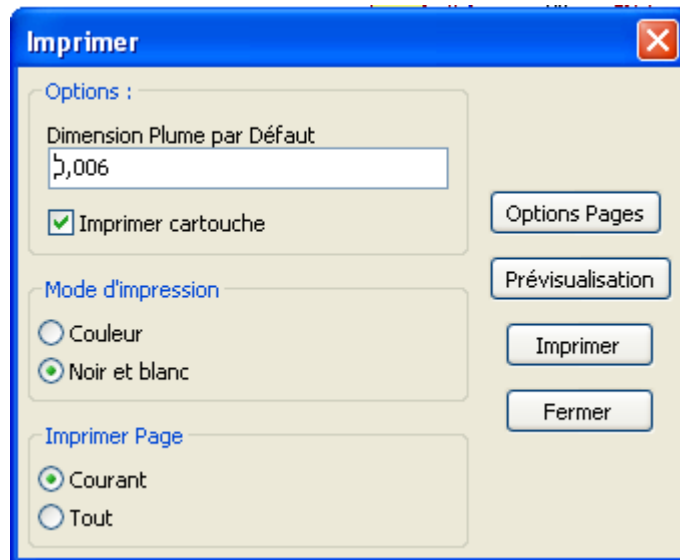 Imprimer
Options :
Dimension Plume par Défaut
0,006
Imprimer cartouche
Mode d'impression
Couleur
Noir et blanc
Imprimer Page
Courant
Tout
Options Pages
Prévisualisation
Imprimer
Fermer